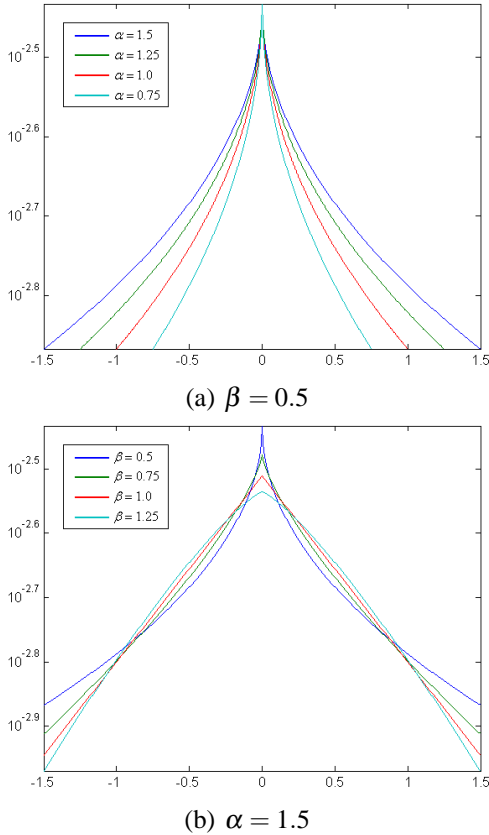 10^-2.5
α = 1.5
α = 1.25
α = 1.0
α = 0.75
10^-2.6
10^-2.7
10^-2.8
-1.5 -1 -0.5 0 0.5 1 1.5
(a) β = 0.5
10^-2.5
β = 0.5
β = 0.75
β = 1.0
β = 1.25
10^-2.6
10^-2.7
10^-2.8
10^-2.9
-1.5 -1 -0.5 0 0.5 1 1.5
(b) α = 1.5